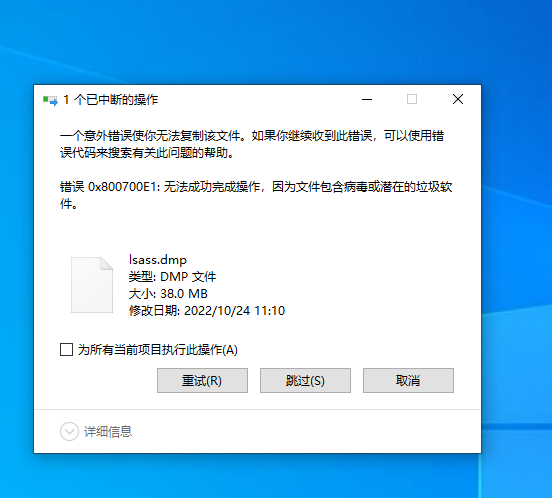 1 个已中断的操作
一个意外错误使你无法复制该文件。如果你继续收到此错误，可以使用错
误代码来搜索有关此问题的帮助。
错误 0x800700E1: 无法成功完成操作，因为文件包含病毒或潜在的垃圾软
件。
lsass.dmp
类型: DMP 文件
大小: 38.0 MB
修改日期: 2022/10/24 11:10
为所有当前项目执行此操作(A)
重试(R) 跳过(S) 取消
详细信息